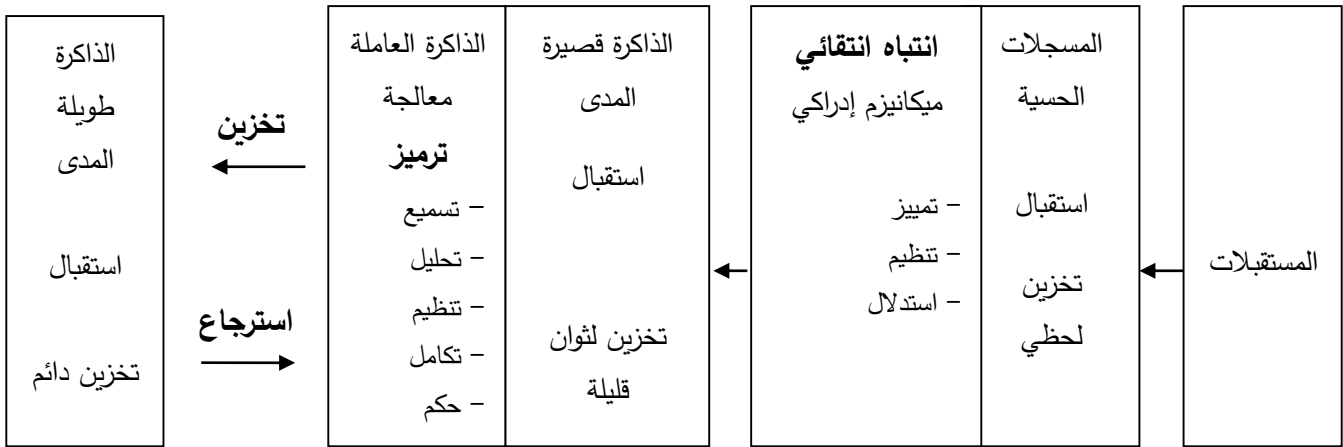 المستقبلات
المسجلات
الحسية
استقبال
تخزين
لحظي
انتباه انتقائي
ميكانيزم إدراكي
- تمييز
- تنظيم
- استدلال
الذاكرة قصيرة
المدى
استقبال
تخزين لثوان
قليلة
الذاكرة العاملة
معالجة
ترميز
- تسميع
- تحليل
- تنظيم
- تكامل
- حكم
تخزين
استرجاع
الذاكرة
طويلة
المدى
استقبال
تخزين دائم